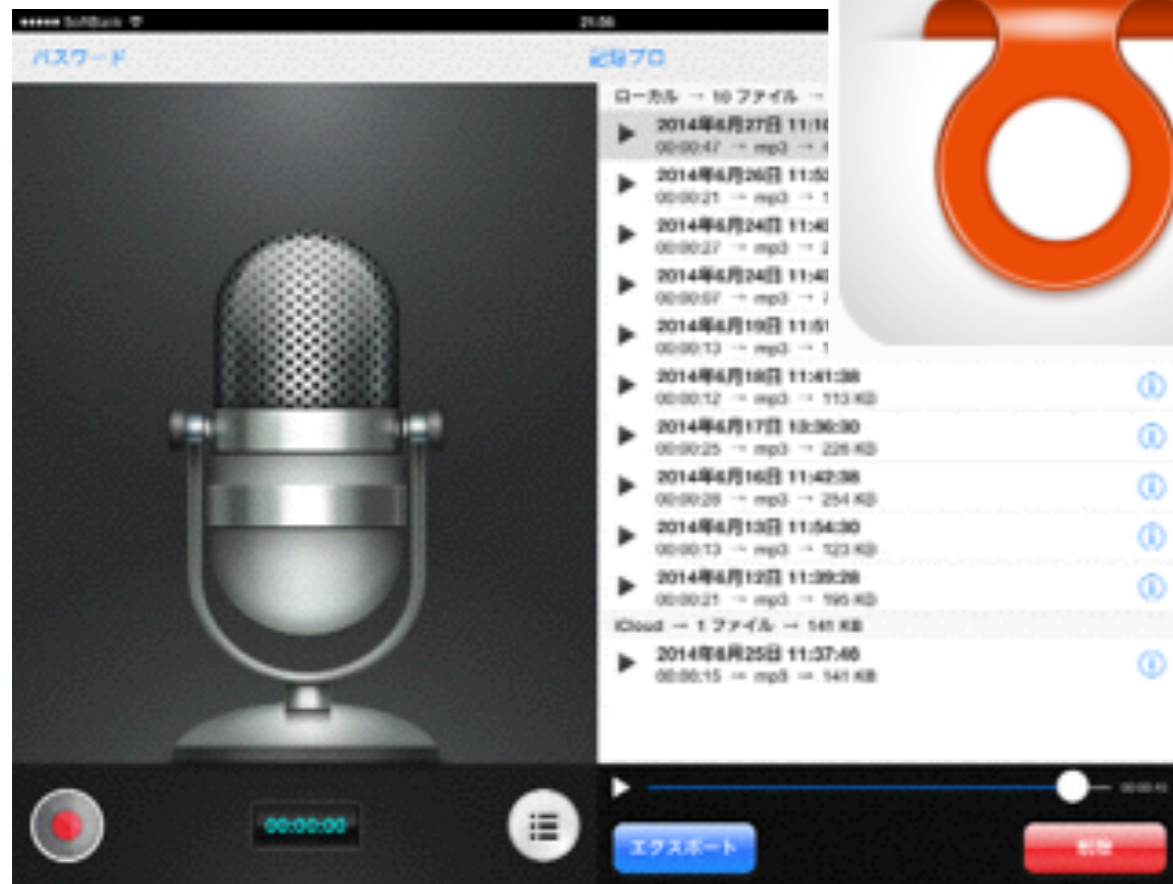 SoftBank 21:56
パスワード 記録プロ
ローカル → 10 ファイル →
2014年6月27日 11:10
00:00:47 → mp3 →
2014年6月26日 11:52
00:00:21 → mp3 → 1
2014年6月24日 11:4
00:00:27 → mp3 → 2
2014年6月24日 11:4
00:00:07 → mp3 → 7
2014年6月19日 11:51
00:00:13 → mp3 → 1
2014年6月18日 11:41:38
00:00:12 → mp3 → 113 KB
2014年6月17日 13:36:30
00:00:25 → mp3 → 226 KB
2014年6月16日 11:42:38
00:00:28 → mp3 → 254 KB
2014年6月13日 11:54:30
00:00:13 → mp3 → 123 KB
2014年6月12日 11:39:28
00:00:21 → mp3 → 195 KB
iCloud → 1 ファイル → 141 KB
2014年6月25日 11:37:46
00:00:15 → mp3 → 141 KB
00:00:00
エクスポート 削除